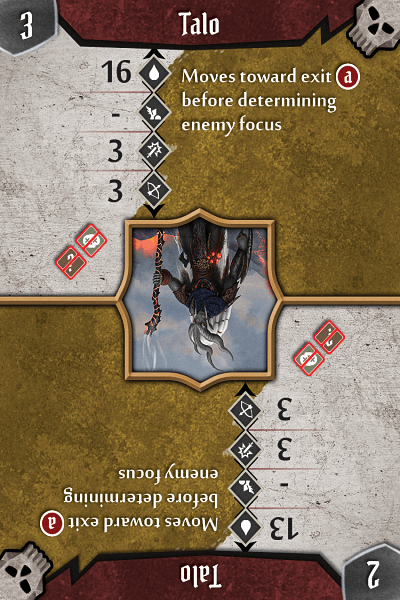 3
Talo
16
Moves toward exit a
before determining
enemy focus
-
3
3
3
3
-
13
Moves toward exit a
before determining
enemy focus
2
Talo